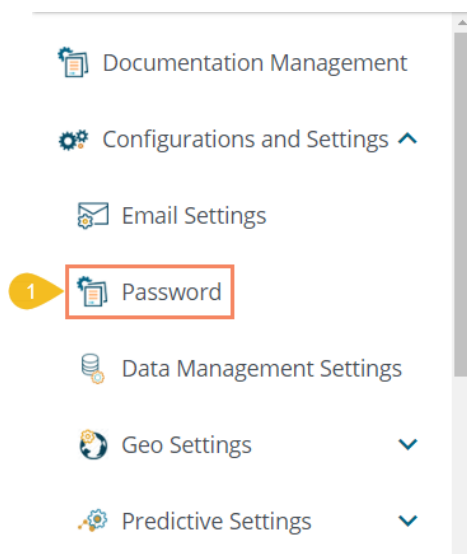 Documentation Management
Configurations and Settings
Email Settings
1 Password
Data Management Settings
Geo Settings
Predictive Settings